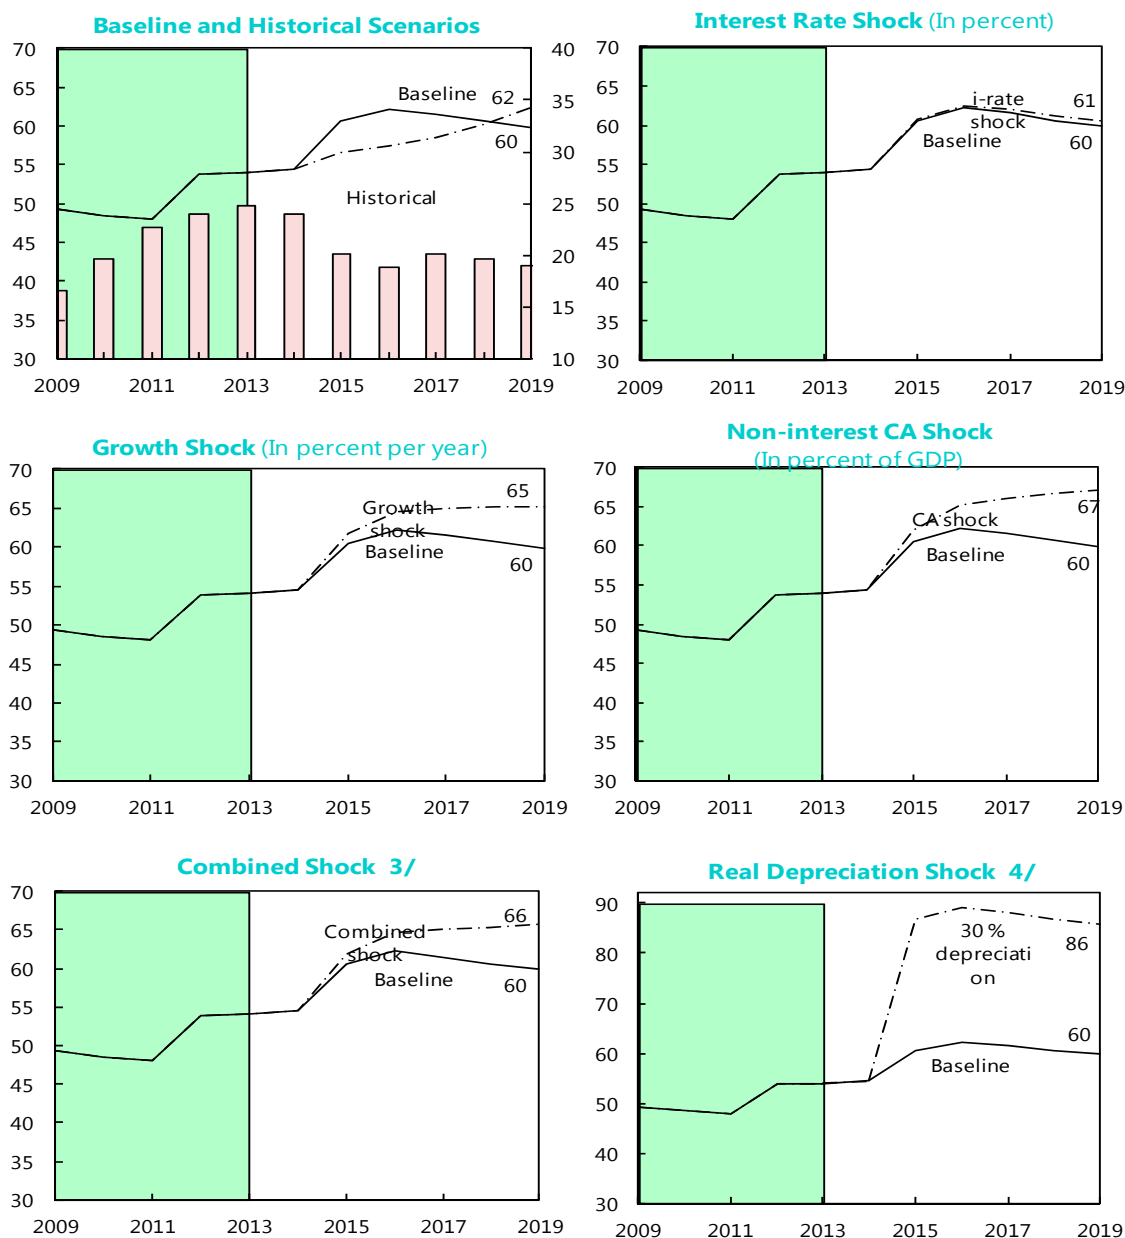 Baseline and Historical Scenarios
70
65
60
55
50
45
40
35
30
40
35
30
25
20
15
10
Baseline
62
60
Historical
2009 2011 2013 2015 2017 2019
Interest Rate Shock (In percent)
70
65
60
55
50
45
40
35
30
i-rate
shock
Baseline
61
60
2009 2011 2013 2015 2017 2019
Growth Shock (In percent per year)
70
65
60
55
50
45
40
35
30
Growth
shock
Baseline
65
60
2009 2011 2013 2015 2017 2019
Non-interest CA Shock
(In percent of GDP)
70
65
60
55
50
45
40
35
30
CA shock
Baseline
67
60
2009 2011 2013 2015 2017 2019
Combined Shock 3/
70
65
60
55
50
45
40
35
30
Combined
shock
Baseline
66
60
2009 2011 2013 2015 2017 2019
Real Depreciation Shock 4/
90
80
70
60
50
40
30
30 %
depreciati
on
86
60
Baseline
2009 2011 2013 2015 2017 2019